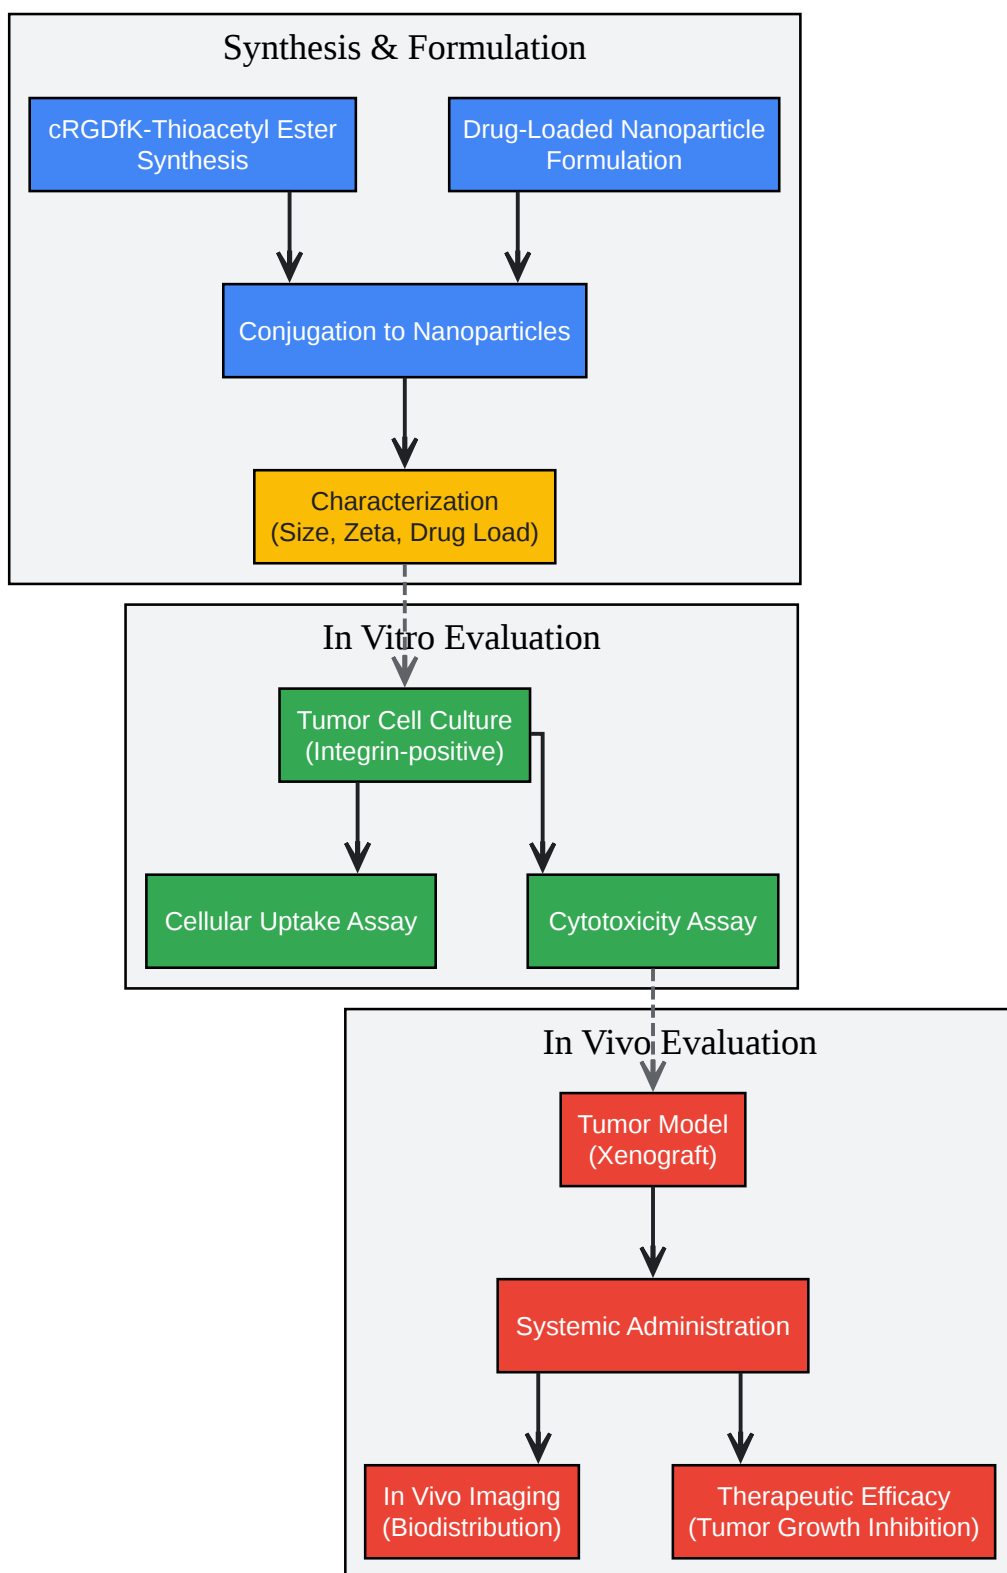 Synthesis & Formulation
cRGDfK-Thioacetyl Ester
Synthesis
Drug-Loaded Nanoparticle
Formulation
Conjugation to Nanoparticles
Characterization
(Size, Zeta, Drug Load)
In Vitro Evaluation
Tumor Cell Culture
(Integrin-positive)
Cellular Uptake Assay
Cytotoxicity Assay
In Vivo Evaluation
Tumor Model
(Xenograft)
Systemic Administration
In Vivo Imaging
(Biodistribution)
Therapeutic Efficacy
(Tumor Growth Inhibition)